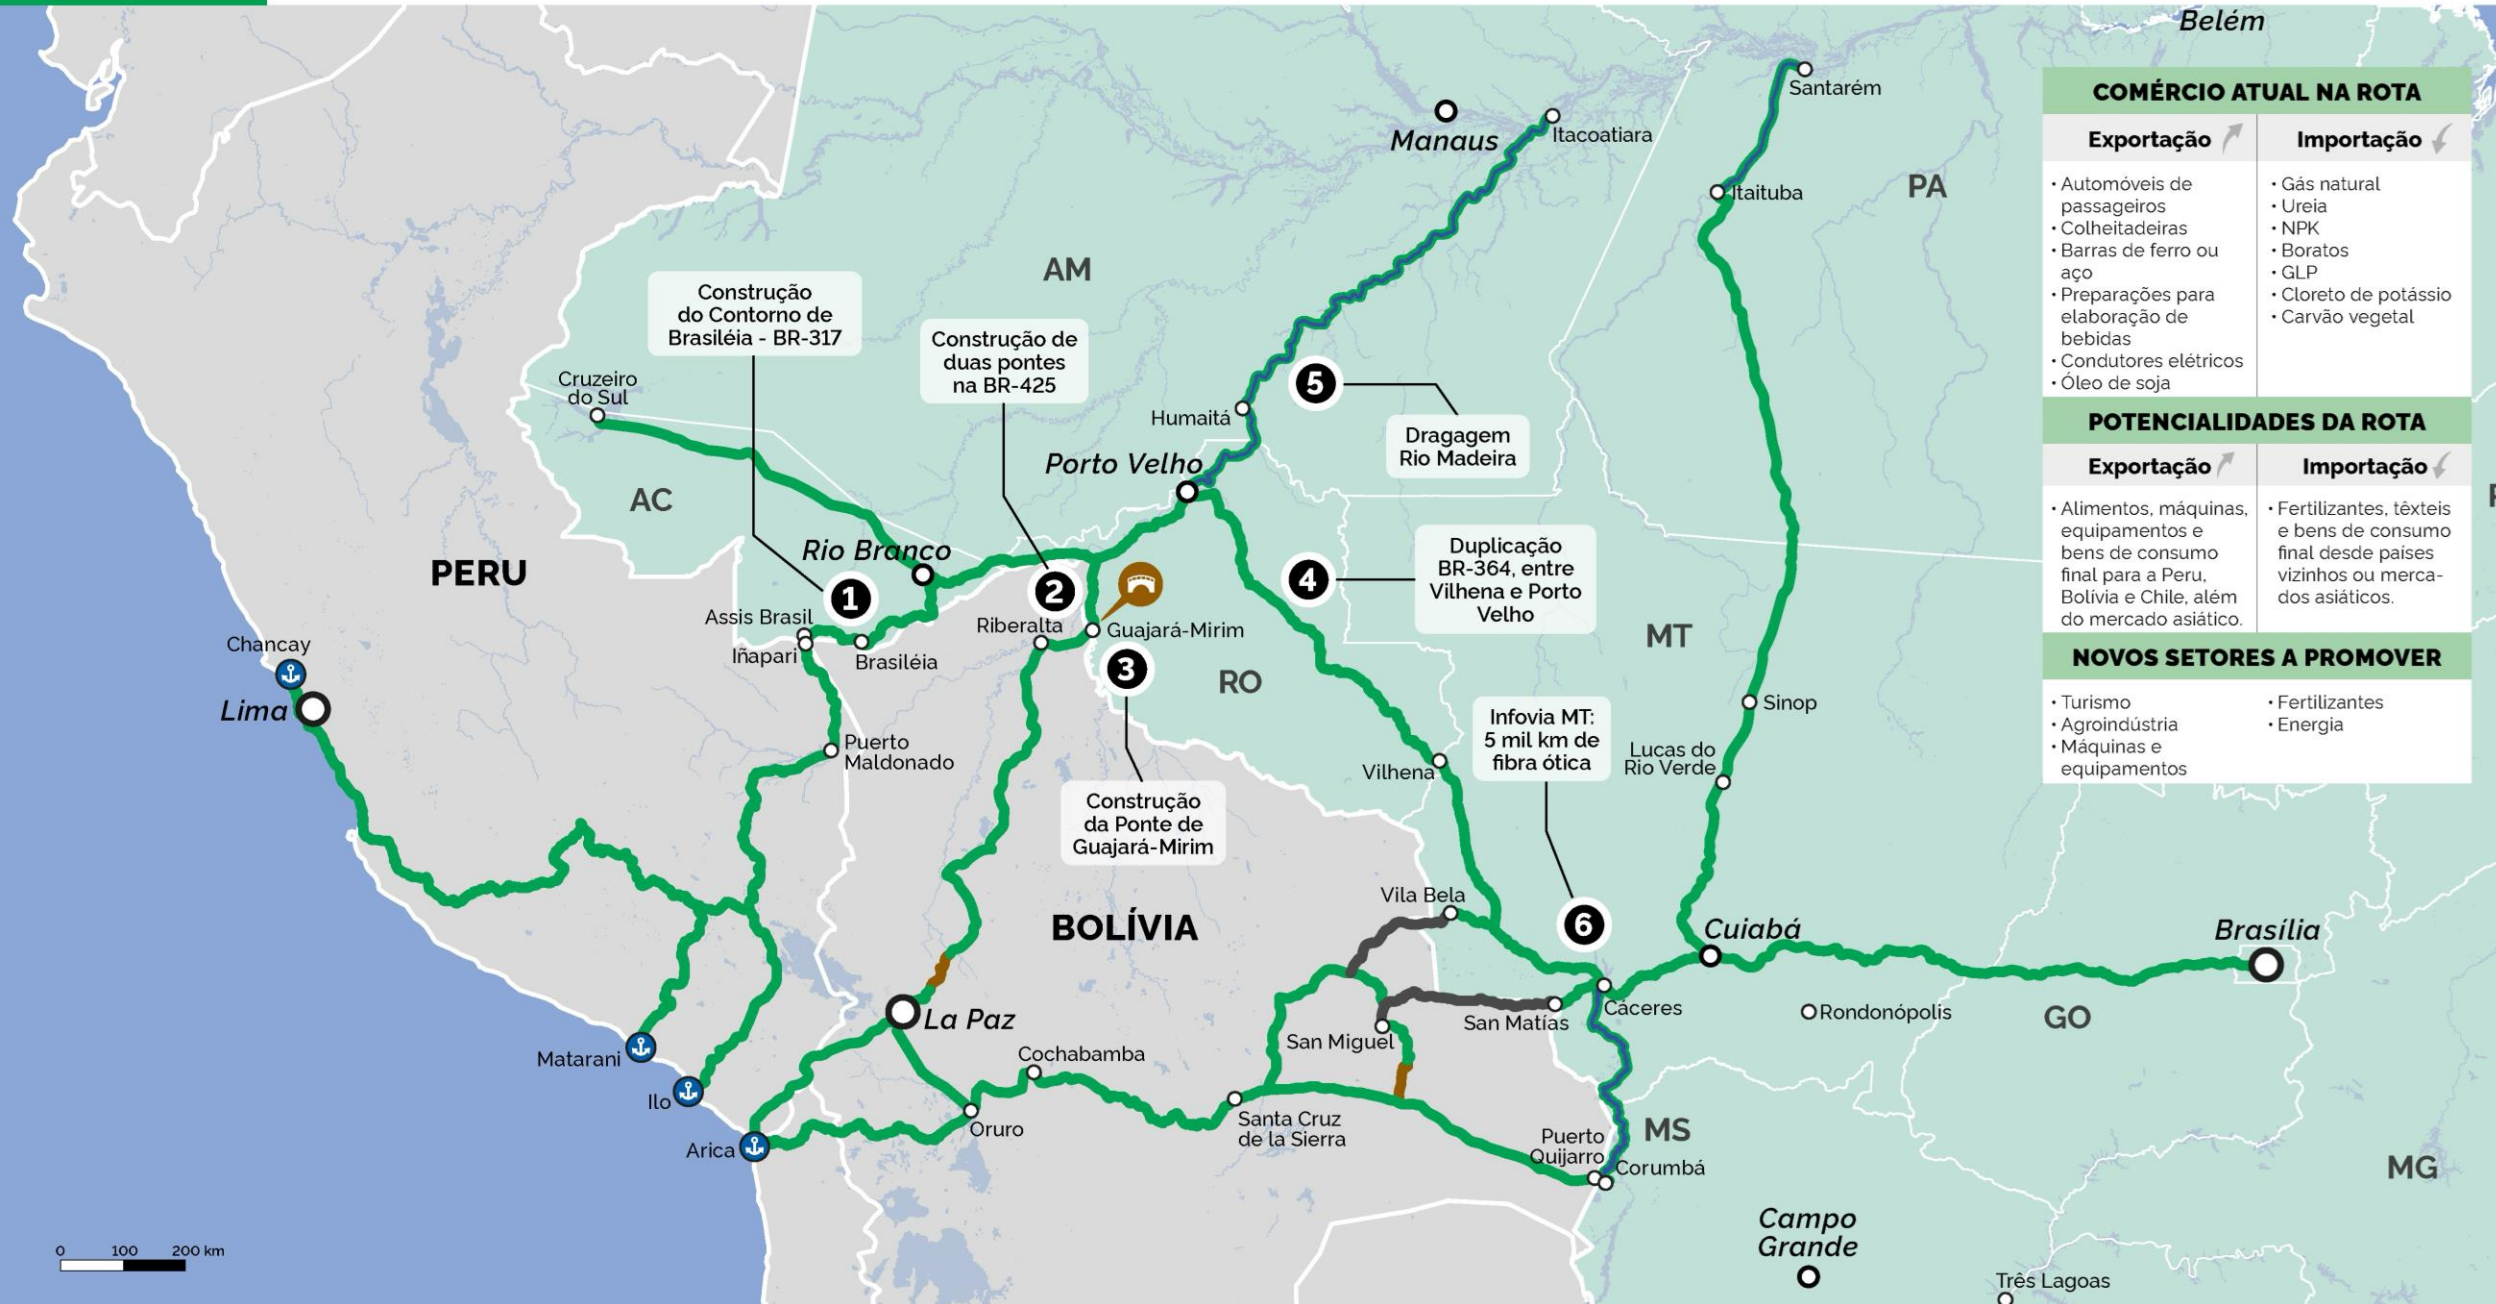 Belém
Santarém
Manaus
Itacoatiara
Itaituba
PA
AM
Construção
do Contorno de
Brasiléia - BR-317
Construção de
duas pontes
na BR-425
Cruzeiro
do Sul
5
Humaitá
Dragagem
Rio Madeira
Porto Velho
AC
Rio Branco
PERU
1
2
4
Duplicação
BR-364, entre
Vilhena e Porto
Velho
Assis Brasil
Iñapari
Brasiléia
Riberalta
Guajará-Mirim
3
RO
MT
Chancay
Lima
Puerto
Maldonado
Construção
da Ponte de
Guajará-Mirim
Vilhena
Infovia MT:
5 mil km de
fibra ótica
Sinop
Lucas do
Rio Verde
Vila Bela
BOLÍVIA
6
Cuiabá
Brasília
La Paz
San Matías
Cáceres
Rondonópolis
GO
San Miguel
Matarani
Ilo
Arica
Cochabamba
Oruro
Santa Cruz
de la Sierra
Puerto
Quijarro
Corumbá
MS
MG
Campo
Grande
Três Lagoas
0 100 200 km
COMÉRCIO ATUAL NA ROTA
Exportação
• Automóveis de
passageiros
• Colheitadeiras
• Barras de ferro ou
aço
• Preparações para
elaboração de
bebidas
• Condutores elétricos
• Óleo de soja
Importação
• Gás natural
• Ureia
• NPK
• Boratos
• GLP
• Cloreto de potássio
• Carvão vegetal
POTENCIALIDADES DA ROTA
Exportação
• Alimentos, máquinas,
equipamentos e
bens de consumo
final para a Peru,
Bolívia e Chile, além
do mercado asiático.
Importação
• Fertilizantes, têxteis
e bens de consumo
final desde países
vizinhos ou merca-
dos asiáticos.
NOVOS SETORES A PROMOVER
• Turismo
• Agroindústria
• Máquinas e
equipamentos
• Fertilizantes
• Energia